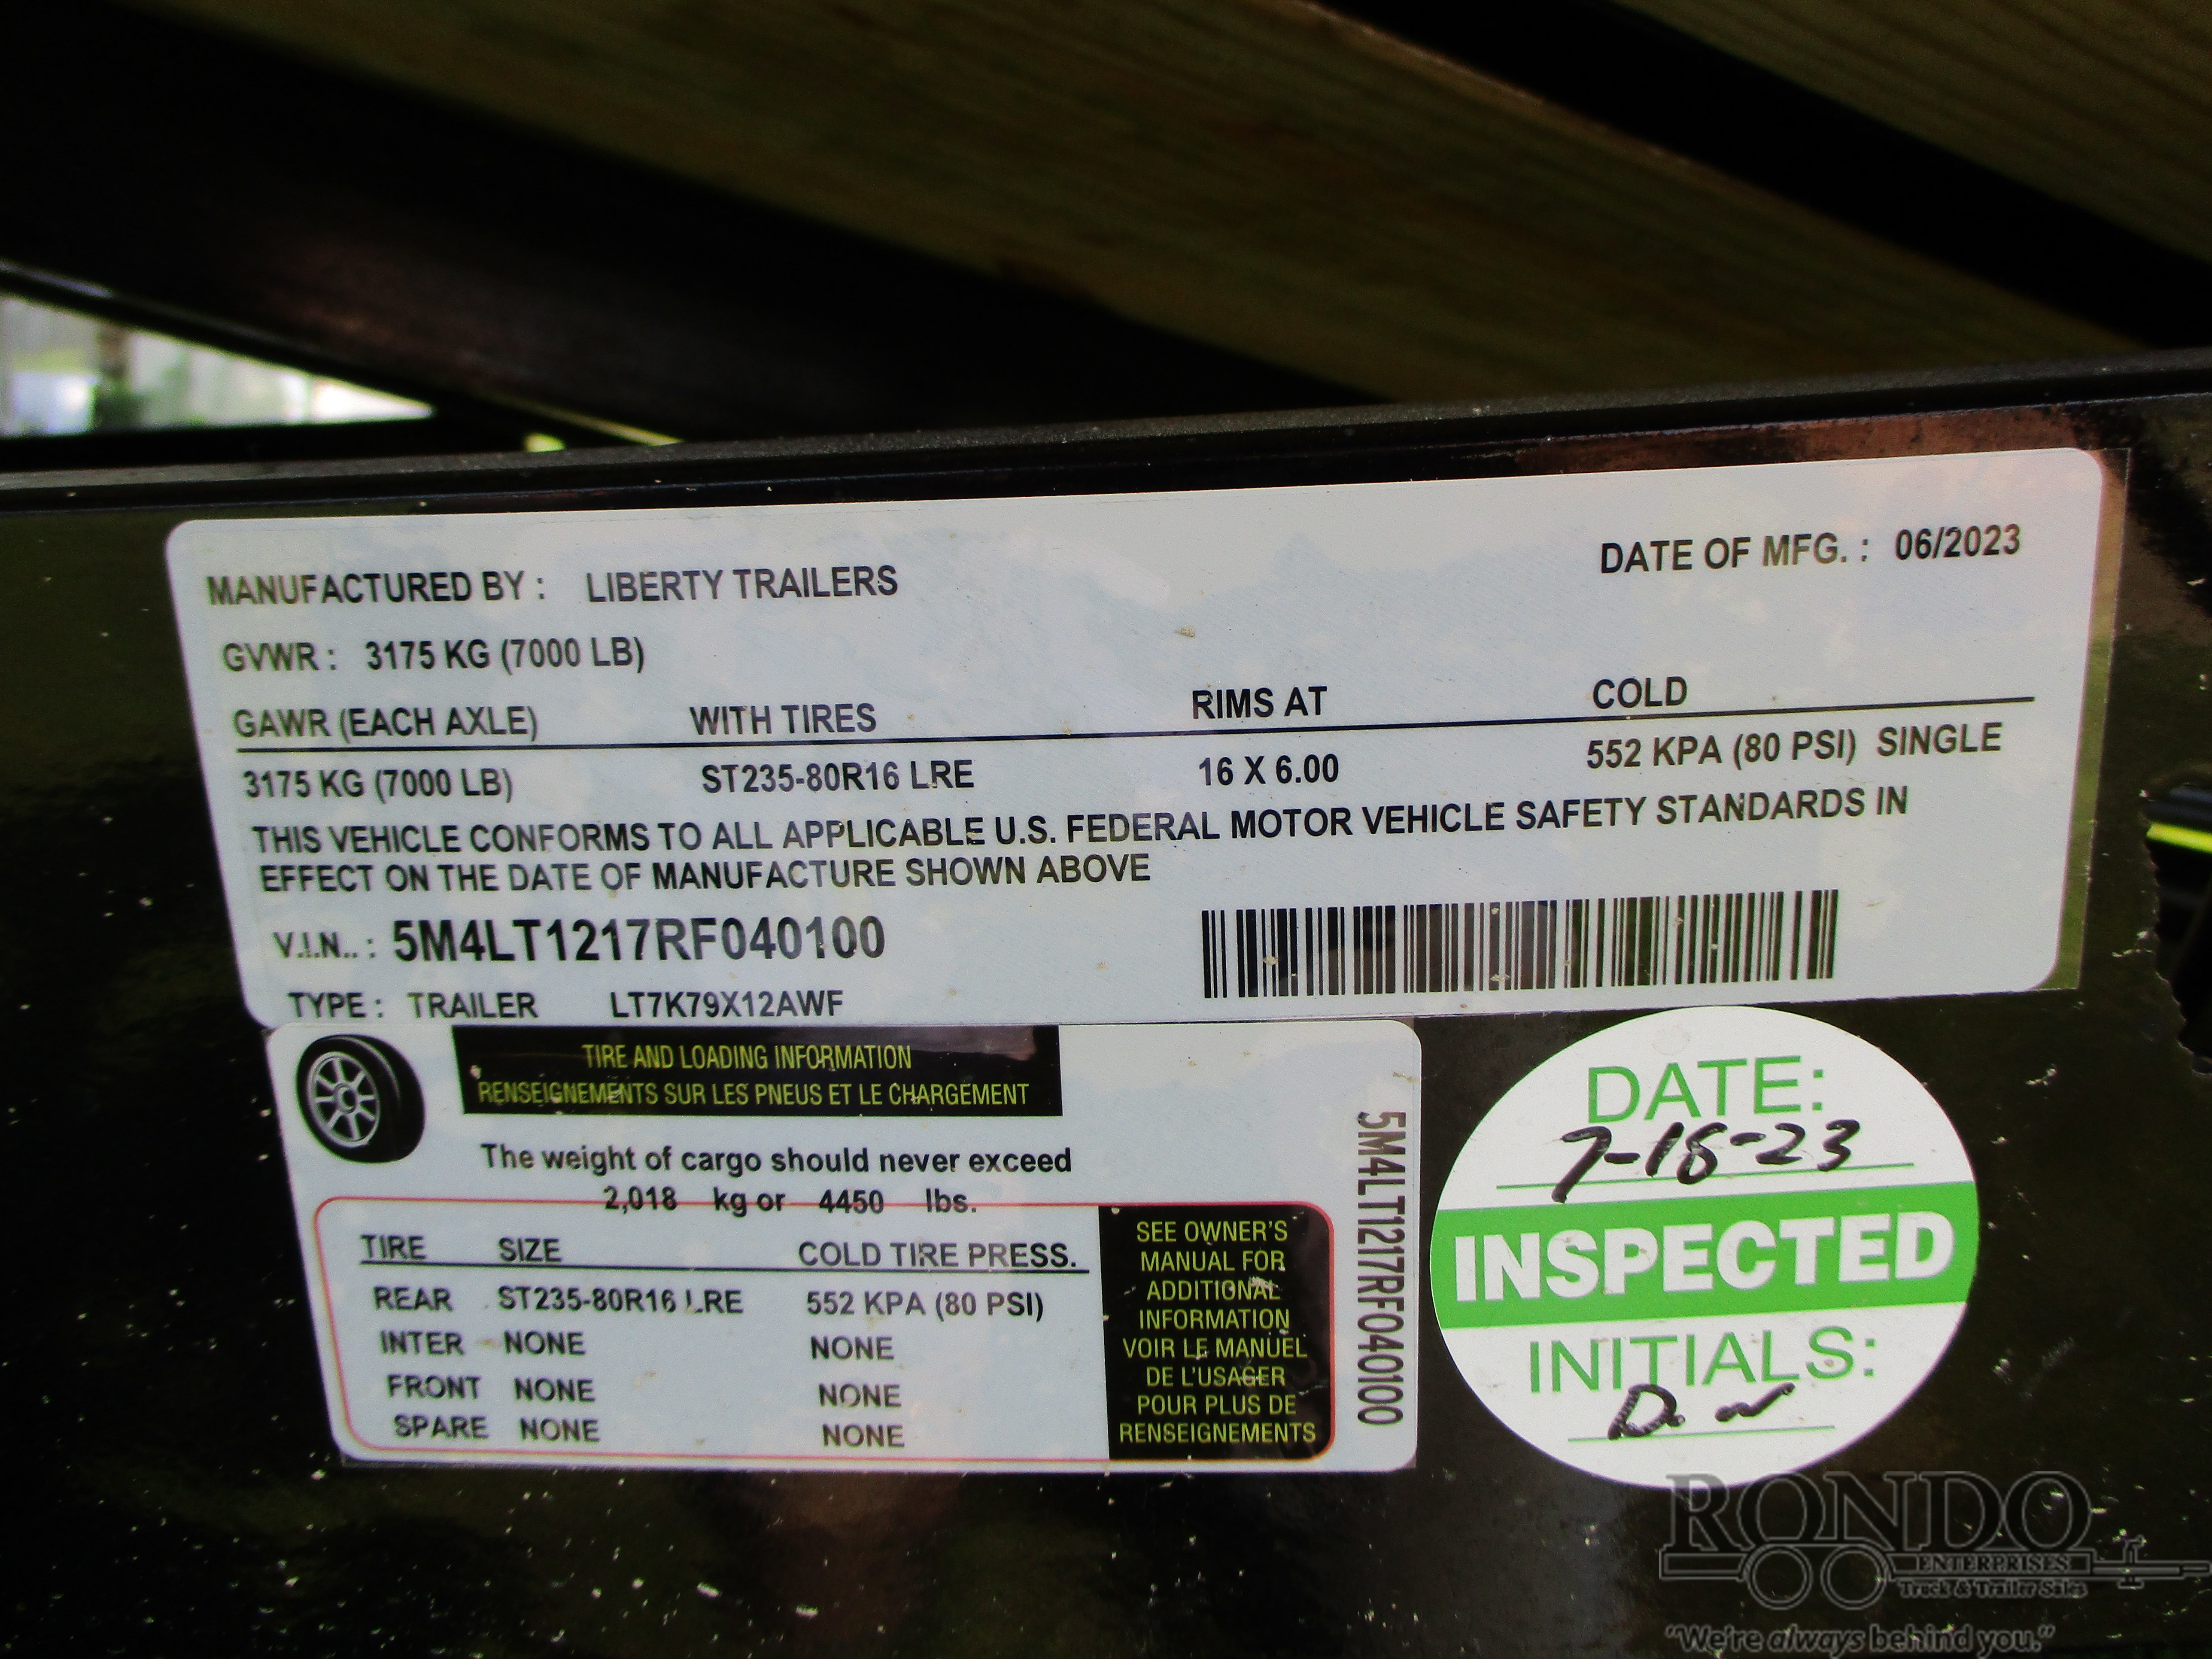 MANUFACTURED BY : LIBERTY TRAILERS DATE OF MFG. : 06/2023
GVWR : 3175 KG (7000 LB)
GAWR (EACH AXLE) WITH TIRES RIMS AT COLD
3175 KG (7000 LB) ST235-80R16 LRE 16 X 6.00 552 KPA (80 PSI) SINGLE
THIS VEHICLE CONFORMS TO ALL APPLICABLE U.S. FEDERAL MOTOR VEHICLE SAFETY STANDARDS IN
EFFECT ON THE DATE OF MANUFACTURE SHOWN ABOVE
V.I.N.. : 5M4LT1217RF040100
TYPE : TRAILER LT7K79X12AWF
TIRE AND LOADING INFORMATION
RENSEIGNEMENTS SUR LES PNEUS ET LE CHARGEMENT
The weight of cargo should never exceed
2,018 kg or 4450 lbs.
TIRE SIZE COLD TIRE PRESS.
REAR ST235-80R16 LRE 552 KPA (80 PSI)
INTER NONE NONE
FRONT NONE NONE
SPARE NONE NONE
SEE OWNER'S
MANUAL FOR
ADDITIONAL
INFORMATION
VOIR LE MANUEL
DE L'USAGER
POUR PLUS DE
RENSEIGNEMENTS
5M4LT1217RF040100
DATE:
7-18-23
INSPECTED
INITIALS:
D. W
RONDO
ENTERPRISES
Truck & Trailer Sales
"We're always behind you."